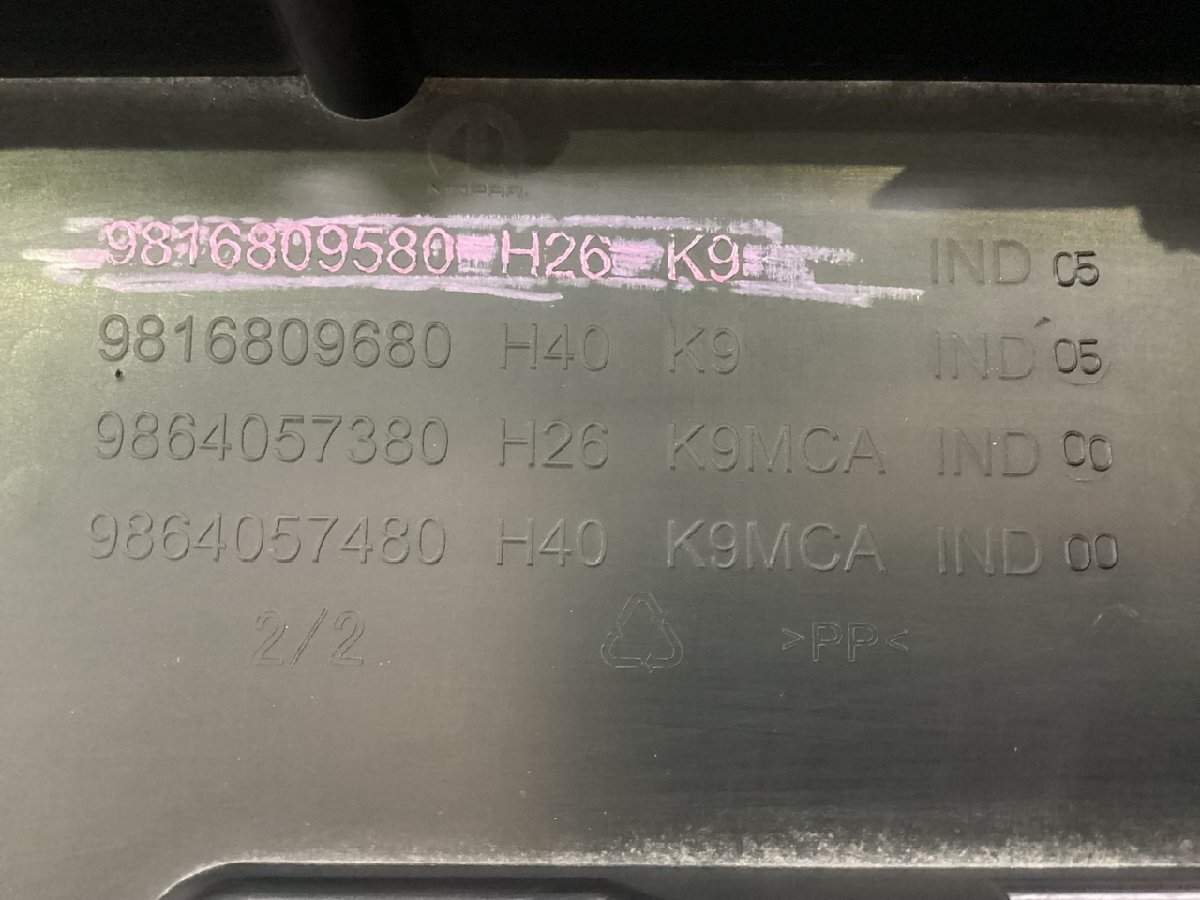 MOPAR.
9816809580 H26 K9 IND 05
9816809680 H40 K9 IND 05
9864057380 H26 K9MCA IND 00
9864057480 H40 K9MCA IND 00
2/2 >PP<